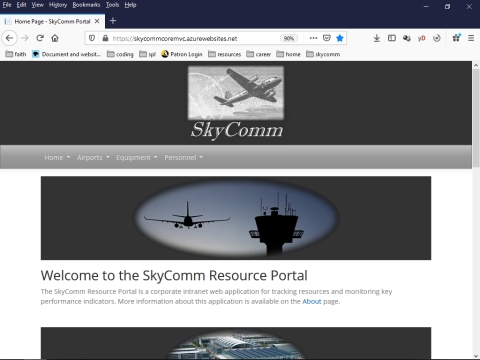 File Edit View History Bookmarks Tools Help
Home Page - SkyComm Portal
https://skycommcoremvc.azurewebsites.net 90%
faith Document and websit... coding spl Patron Login resources career home skycomm
SkyComm
Home Airports Equipment Personnel
Welcome to the SkyComm Resource Portal
The SkyComm Resource Portal is a corporate intranet web application for tracking resources and monitoring key
performance indicators. More information about this application is available on the About page.